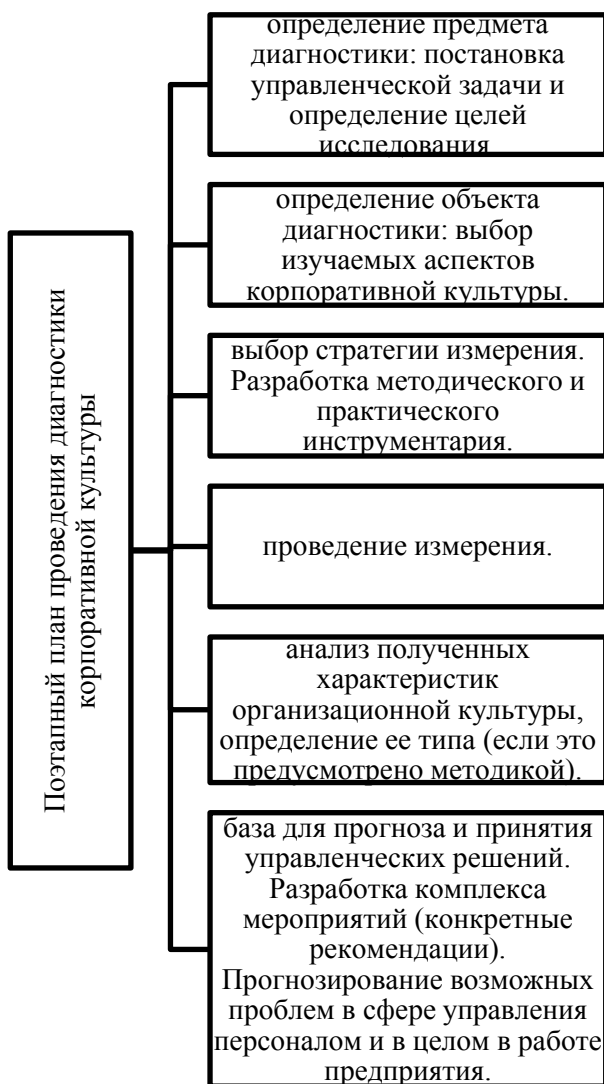 Поэтапный план проведения диагностики
корпоративной культуры
определение предмета
диагностики: постановка
управленческой задачи и
определение целей
исследования
определение объекта
диагностики: выбор
изучаемых аспектов
корпоративной культуры.
выбор стратегии измерения.
Разработка методического и
практического
инструментария.
проведение измерения.
анализ полученных
характеристик
организационной культуры,
определение ее типа (если это
предусмотрено методикой).
база для прогноза и принятия
управленческих решений.
Разработка комплекса
мероприятий (конкретные
рекомендации).
Прогнозирование возможных
проблем в сфере управления
персоналом и в целом в работе
предприятия.